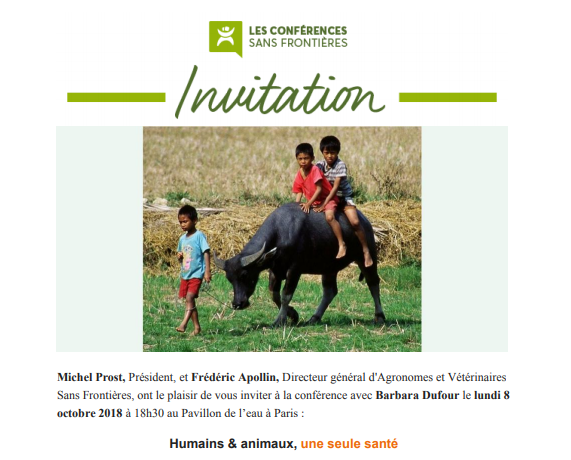 LES CONFÉRENCES
SANS FRONTIÈRES
Invitation
Michel Prost, Président, et Frédéric Apollin, Directeur général d'Agronomes et Vétérinaires
Sans Frontières, ont le plaisir de vous inviter à la conférence avec Barbara Dufour le lundi 8
octobre 2018 à 18h30 au Pavillon de l'eau à Paris :
Humains & animaux, une seule santé